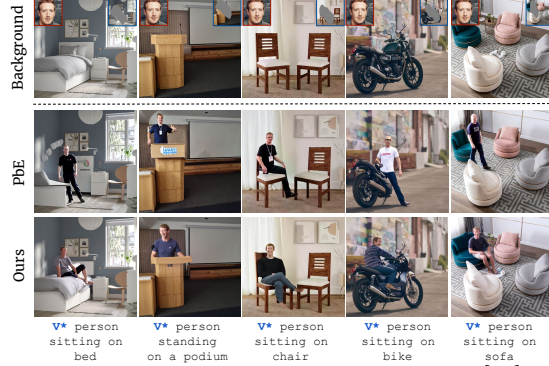 Background
PbE
Ours
V* person
sitting on
bed
V* person
standing
on a podium
V* person
sitting on
chair
V* person
sitting on
bike
V* person
sitting on
sofa